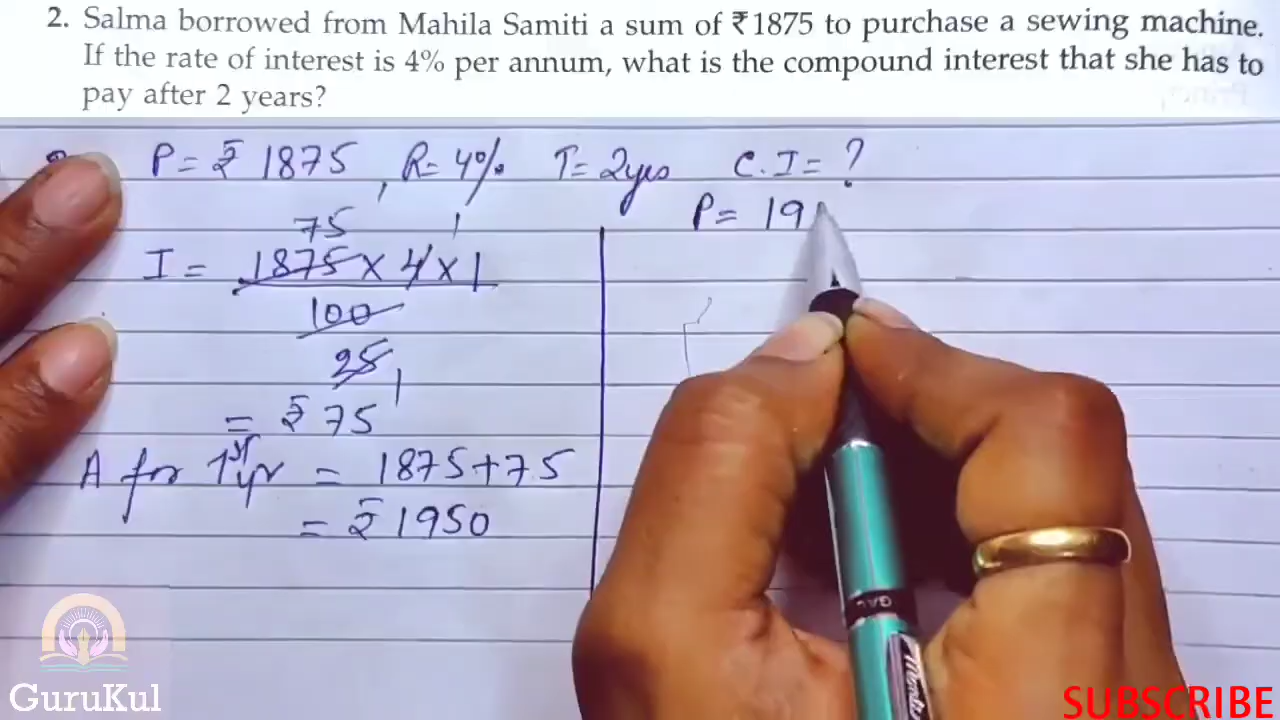 2. Salma borrowed from Mahila Samiti a sum of ₹1875 to purchase a sewing machine.
If the rate of interest is 4% per annum, what is the compound interest that she has to
pay after 2 years?
P = ₹ 1875, R = 4% T = 2yrs C.I = ?
P = 19
75 1
I = 1875 × 4 × 1
100
25
1
= ₹ 75
A for 1st yr = 1875 + 75
= ₹ 1950
GuruKul
SUBSCRIBE